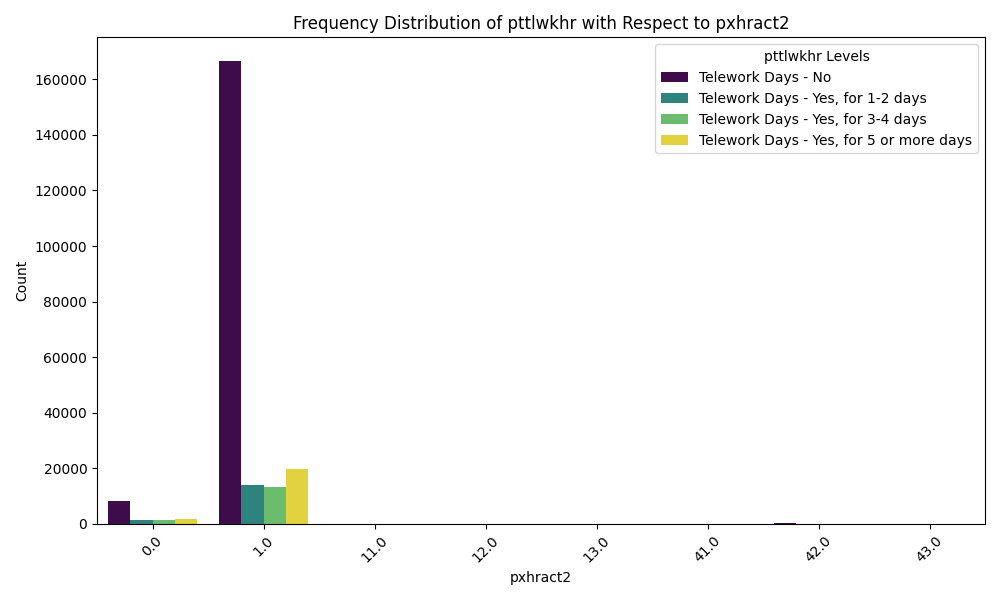 Frequency Distribution of pttlwkhr with Respect to pxhract2
pttlwkhr Levels
Telework Days - No
Telework Days - Yes, for 1-2 days
Telework Days - Yes, for 3-4 days
Telework Days - Yes, for 5 or more days
Count
160000
140000
120000
100000
80000
60000
40000
20000
0
0.0
1.0
11.0
12.0
13.0
41.0
42.0
43.0
pxhract2